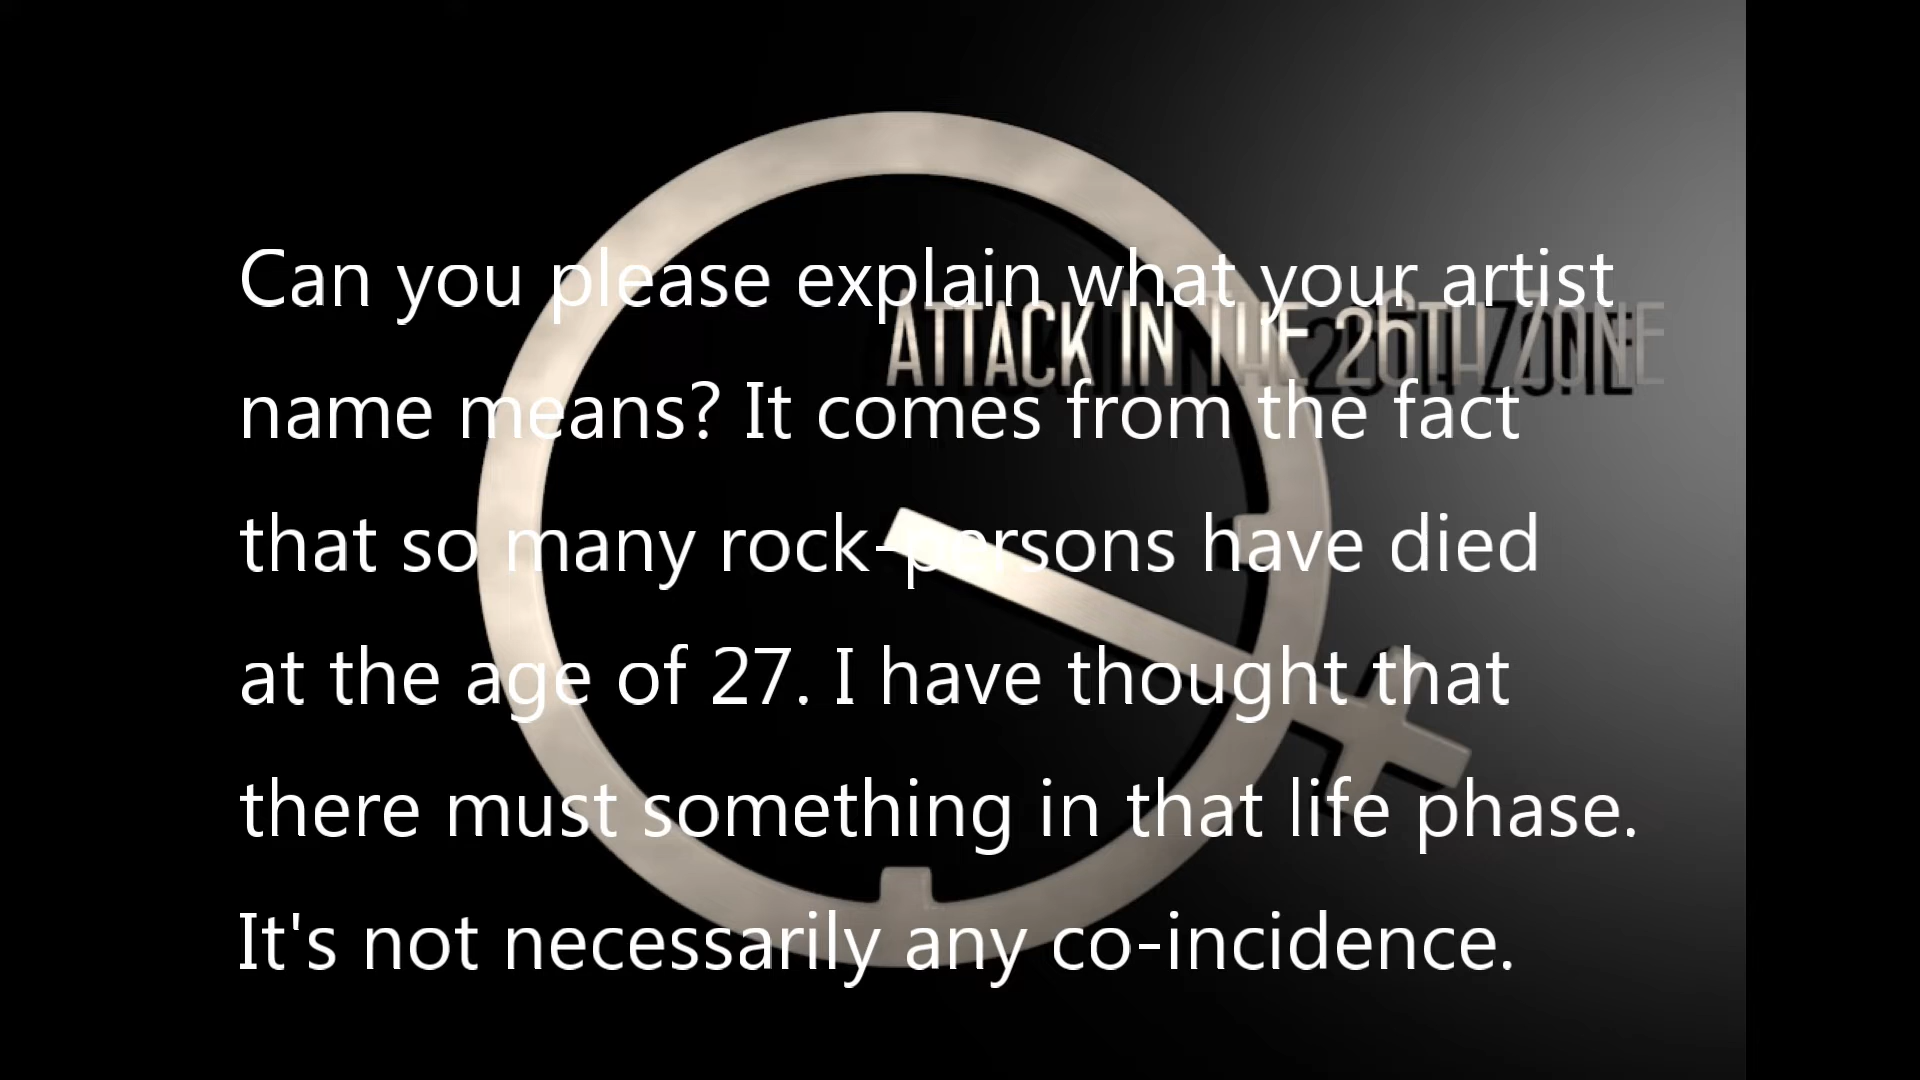 Can you please explain what your artist
ATTACK IN THE 26TH ZONE
name means? It comes from the fact
that so many rock-persons have died
at the age of 27. I have thought that
there must something in that life phase.
It's not necessarily any co-incidence.